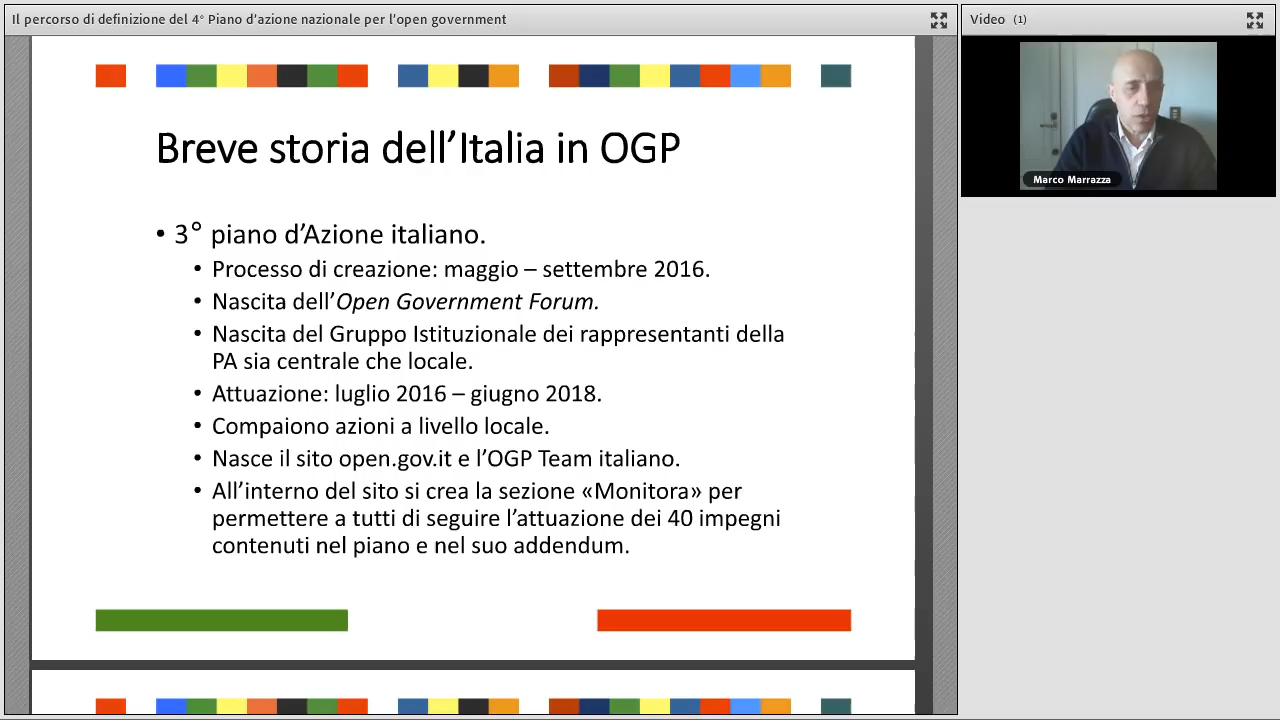 Il percorso di definizione del 4° Piano d'azione nazionale per l'open government
Video (1)
Marco Marrazza
Breve storia dell’Italia in OGP
• 3° piano d’Azione italiano.
• Processo di creazione: maggio – settembre 2016.
• Nascita dell’Open Government Forum.
• Nascita del Gruppo Istituzionale dei rappresentanti della
PA sia centrale che locale.
• Attuazione: luglio 2016 – giugno 2018.
• Compaiono azioni a livello locale.
• Nasce il sito open.gov.it e l’OGP Team italiano.
• All’interno del sito si crea la sezione «Monitora» per
permettere a tutti di seguire l’attuazione dei 40 impegni
contenuti nel piano e nel suo addendum.